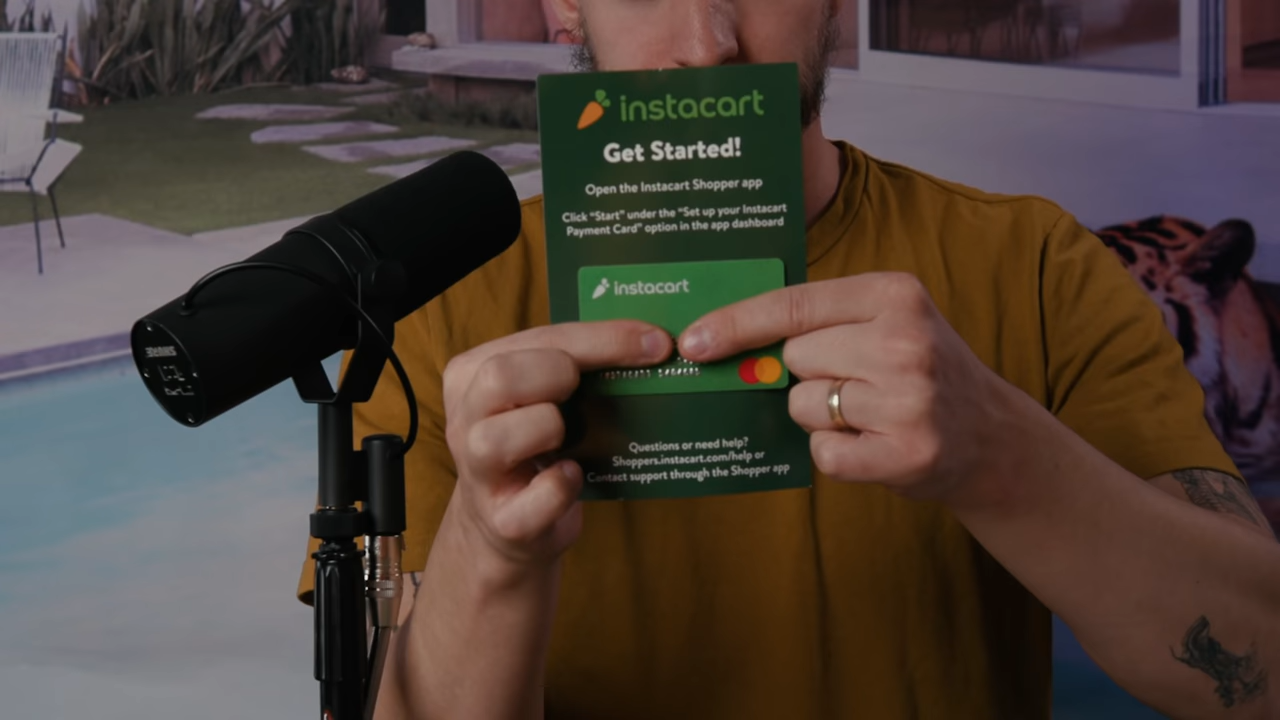 instacart
Get Started!
Open the Instacart Shopper app
Click “Start” under the “Set up your Instacart
Payment Card” option in the app dashboard
instacart
Questions or need help?
Shoppers.instacart.com/help or
Contact support through the Shopper app